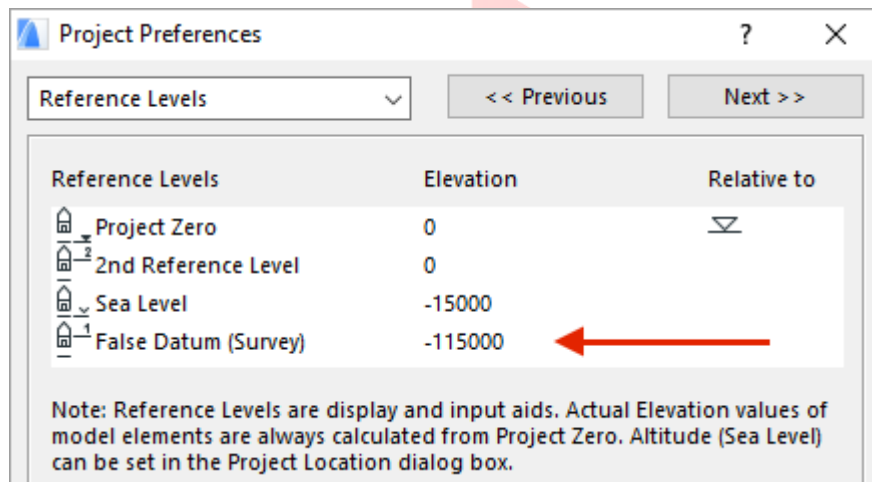 Project Preferences ? ×
Reference Levels << Previous Next >>
Reference Levels Elevation Relative to
Project Zero 0
2 2nd Reference Level 0
Sea Level -15000
1 False Datum (Survey) -115000
Note: Reference Levels are display and input aids. Actual Elevation values of
model elements are always calculated from Project Zero. Altitude (Sea Level)
can be set in the Project Location dialog box.